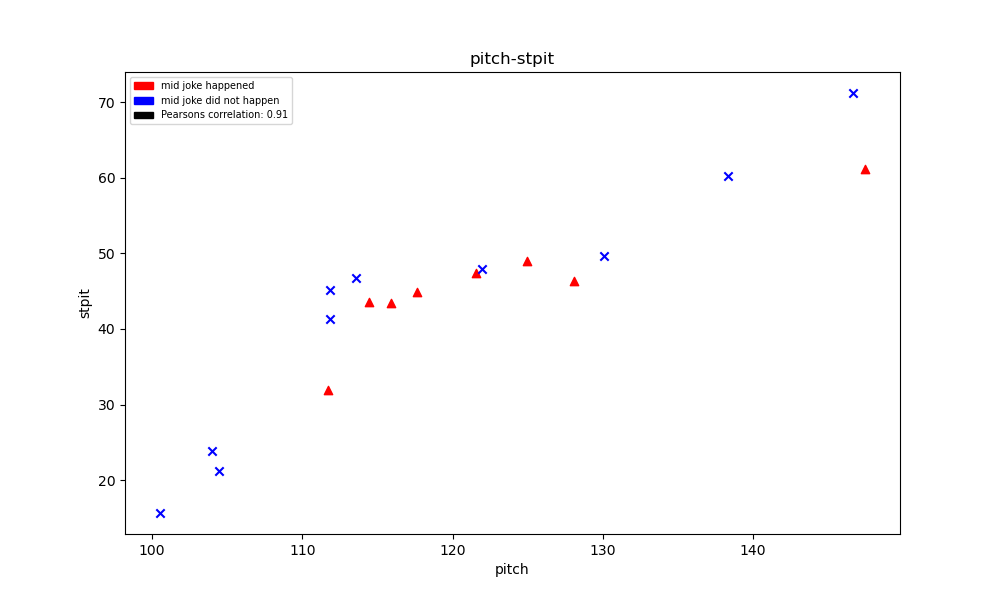 pitch-stpit
mid joke happened
mid joke did not happen
Pearsons correlation: 0.91
70
60
50
40
30
20
stpit
100
110
120
130
140
pitch